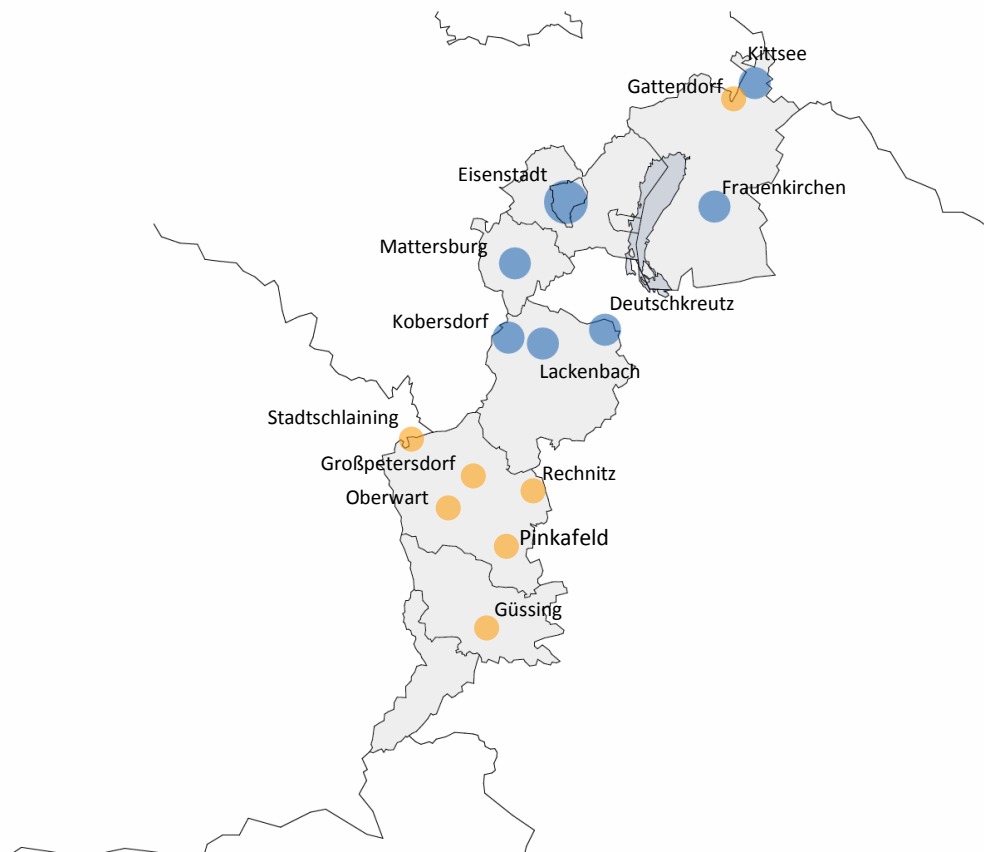 Kittsee
Gattendorf
Eisenstadt
Frauenkirchen
Mattersburg
Deutschkreutz
Kobersdorf
Lackenbach
Stadtschlaining
Großpetersdorf
Rechnitz
Oberwart
Pinkafeld
Güssing